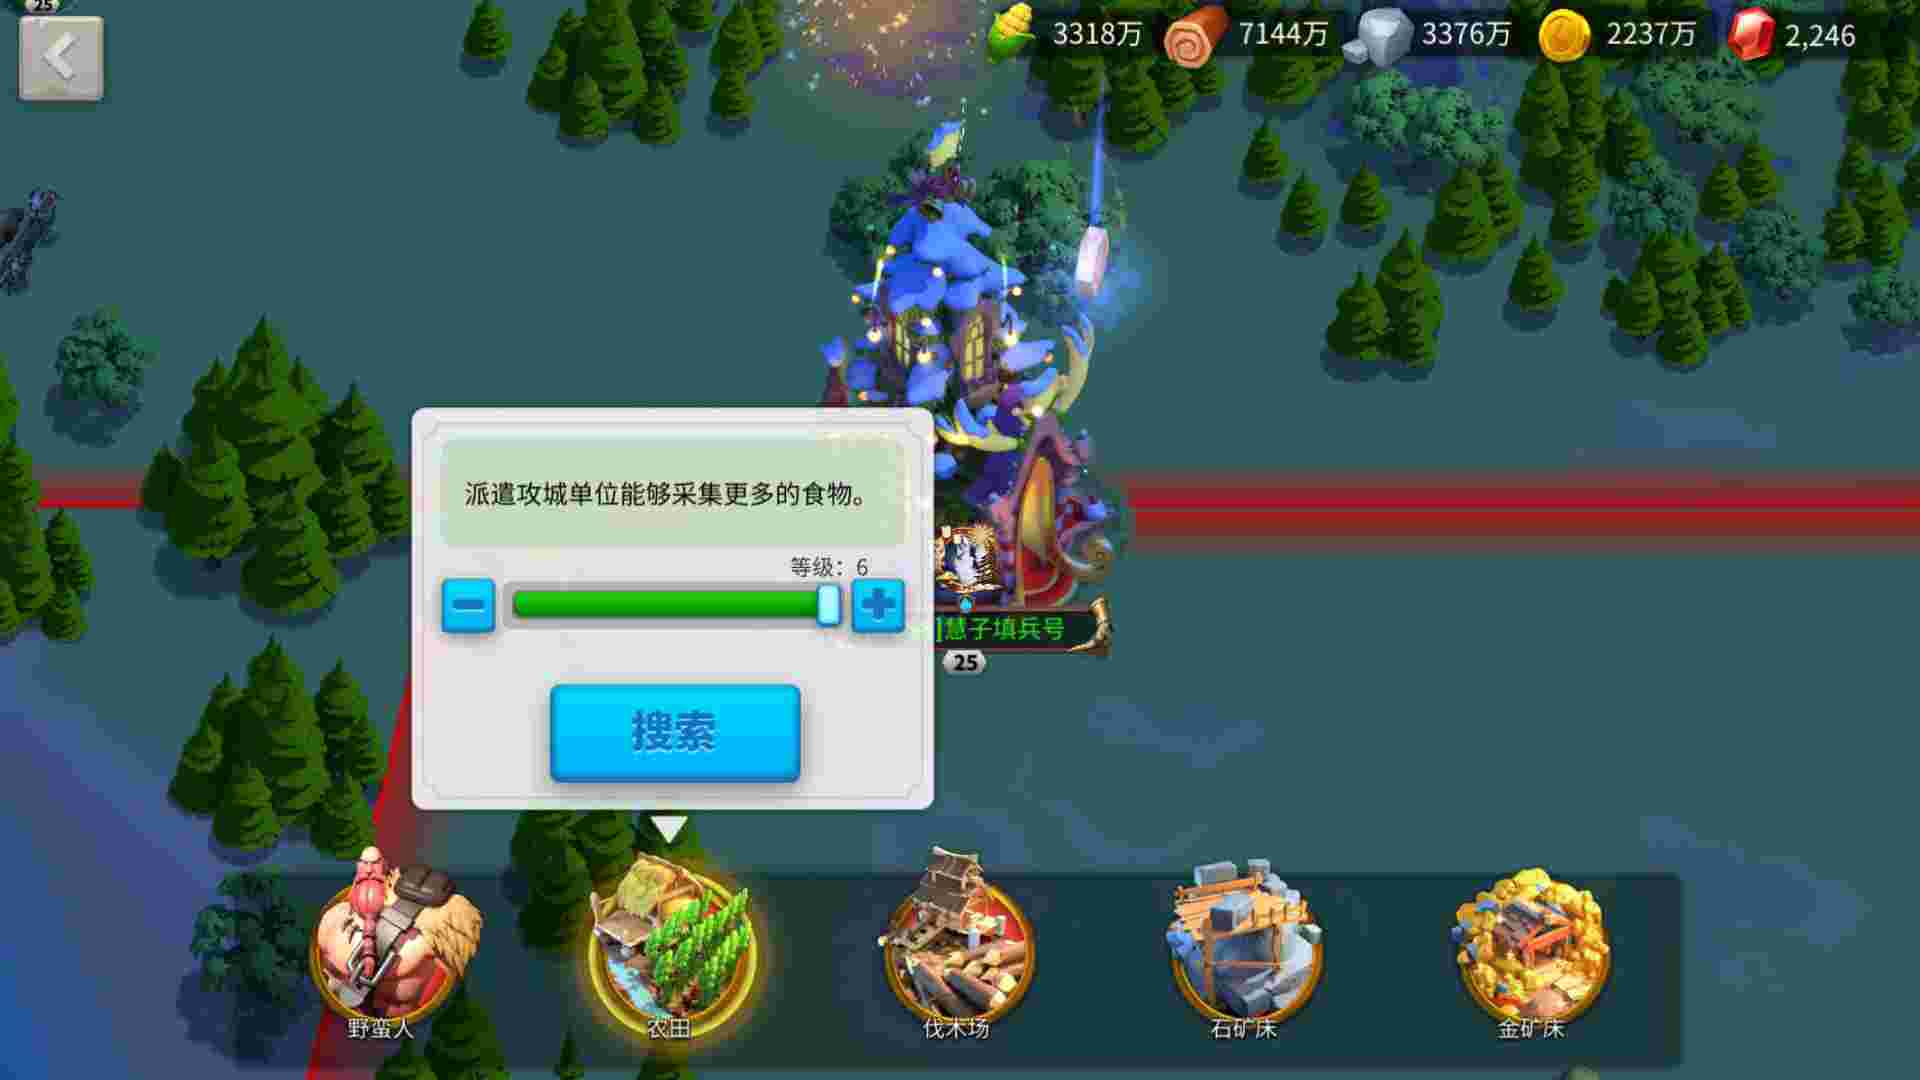 25
3318万
7144万
3376万
2237万
2,246
派遣攻城单位能够采集更多的食物。
等级：6
]慧子填兵号
25
搜索
野蛮人
农田
伐木场
石矿床
金矿床